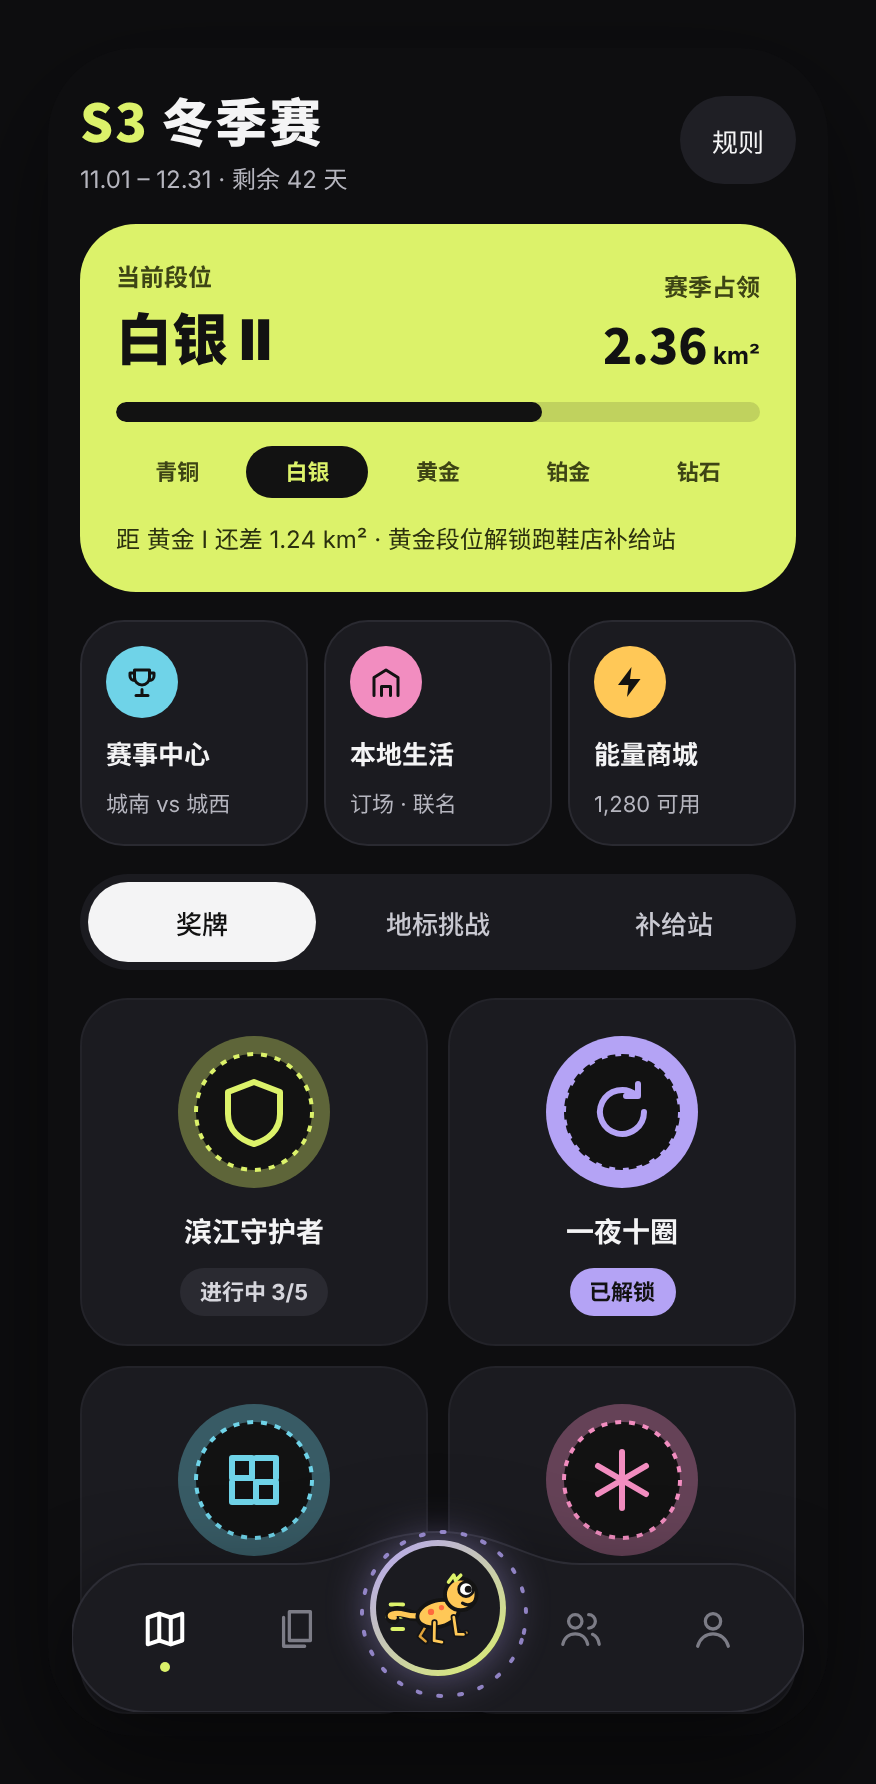 S3 冬季赛
规则
11.01 – 12.31 · 剩余 42 天
当前段位
赛季占领
白银 II
2.36 km²
青铜 白银 黄金 铂金 钻石
距 黄金 I 还差 1.24 km² · 黄金段位解锁跑鞋店补给站
赛事中心
城南 vs 城西
本地生活
订场 · 联名
能量商城
1,280 可用
奖牌 地标挑战 补给站
滨江守护者
进行中 3/5
一夜十圈
已解锁